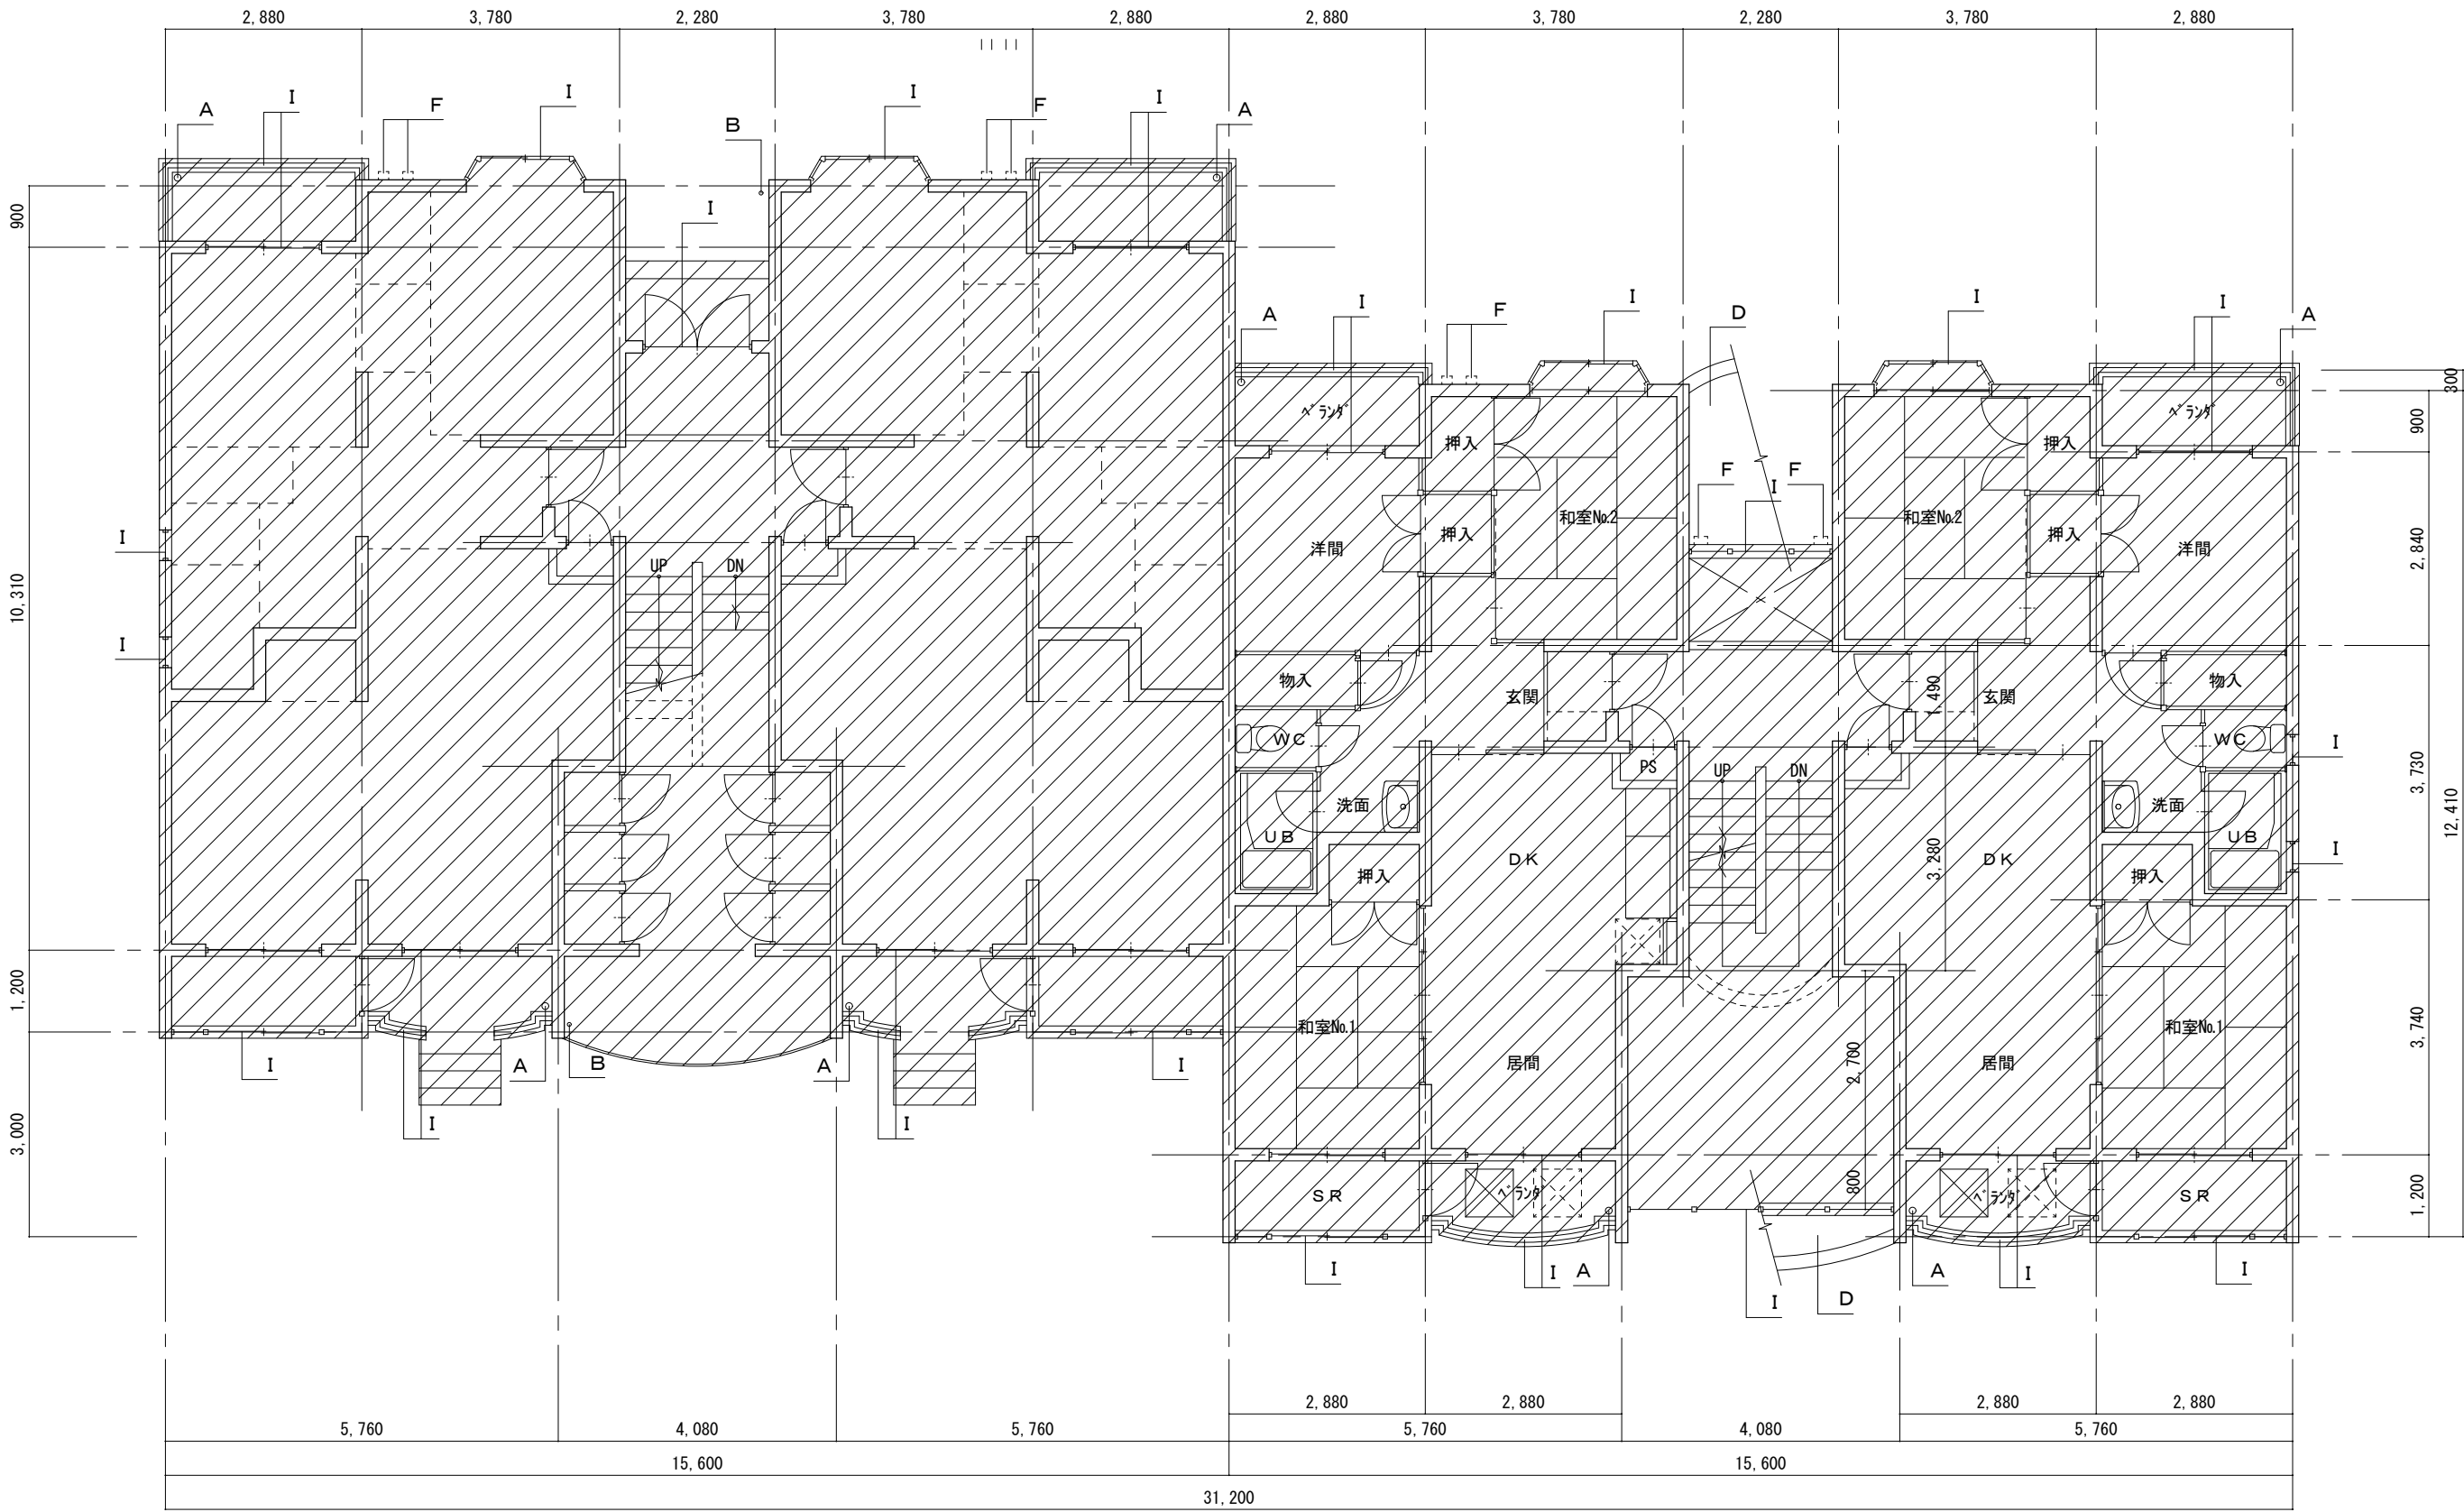 2,880 3,780 2,280 3,780 2,880 2,880 3,780 2,280 3,780 2,880
A I F I B I F I A
900
I
A I F I D I I A
300
ベランダ ベランダ
900
押入 押入
F I F
I 洋間 押入 和室No.2 和室No.2 押入 洋間
2,840
UP DN
10,310
I
物入 玄関 1,490 玄関 物入
WC WC I
PS UP DN
3,730
洗面 洗面
UB UB
12,410
DK 3,280 DK I
押入 押入
1,200
和室No.1 和室No.1
3,740
I A B A I 居間 2,700 居間
3,000
I I
SR ベランダ 800 ベランダ SR
1,200
I I A I D A I I
2,880 2,880 2,880 2,880
5,760 4,080 5,760 5,760 4,080 5,760
15,600 15,600
31,200